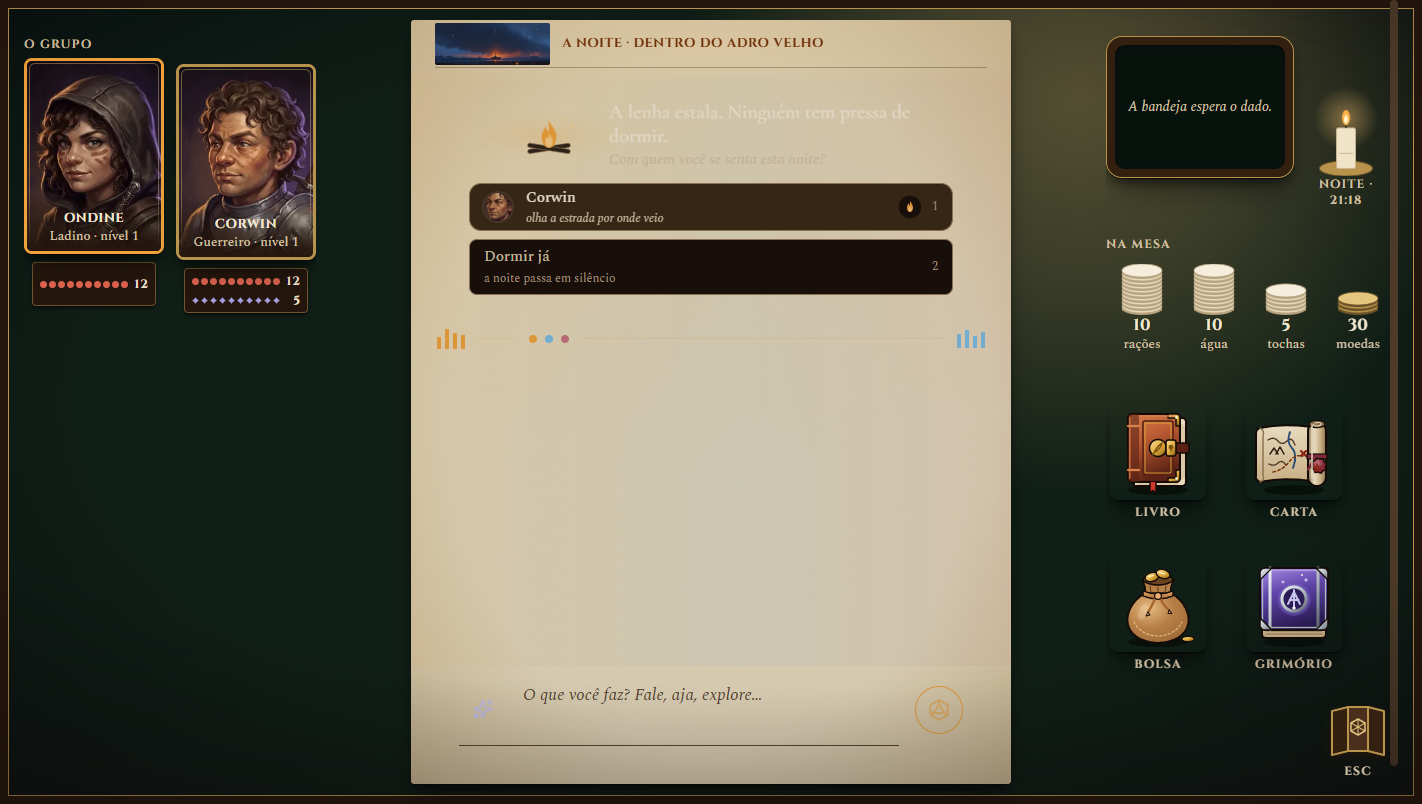 O GRUPO
ONDINE
Ladino · nível 1
12
CORWIN
Guerreiro · nível 1
12
5
A NOITE · DENTRO DO ADRO VELHO
A lenha estala. Ninguém tem pressa de
dormir.
Com quem você se senta esta noite?
Corwin
olha a estrada por onde veio
1
Dormir já
a noite passa em silêncio
2
O que você faz? Fale, aja, explore...
A bandeja espera o dado.
NOITE ·
21:18
NA MESA
10
rações
10
água
5
tochas
30
moedas
LIVRO
CARTA
BOLSA
GRIMÓRIO
ESC